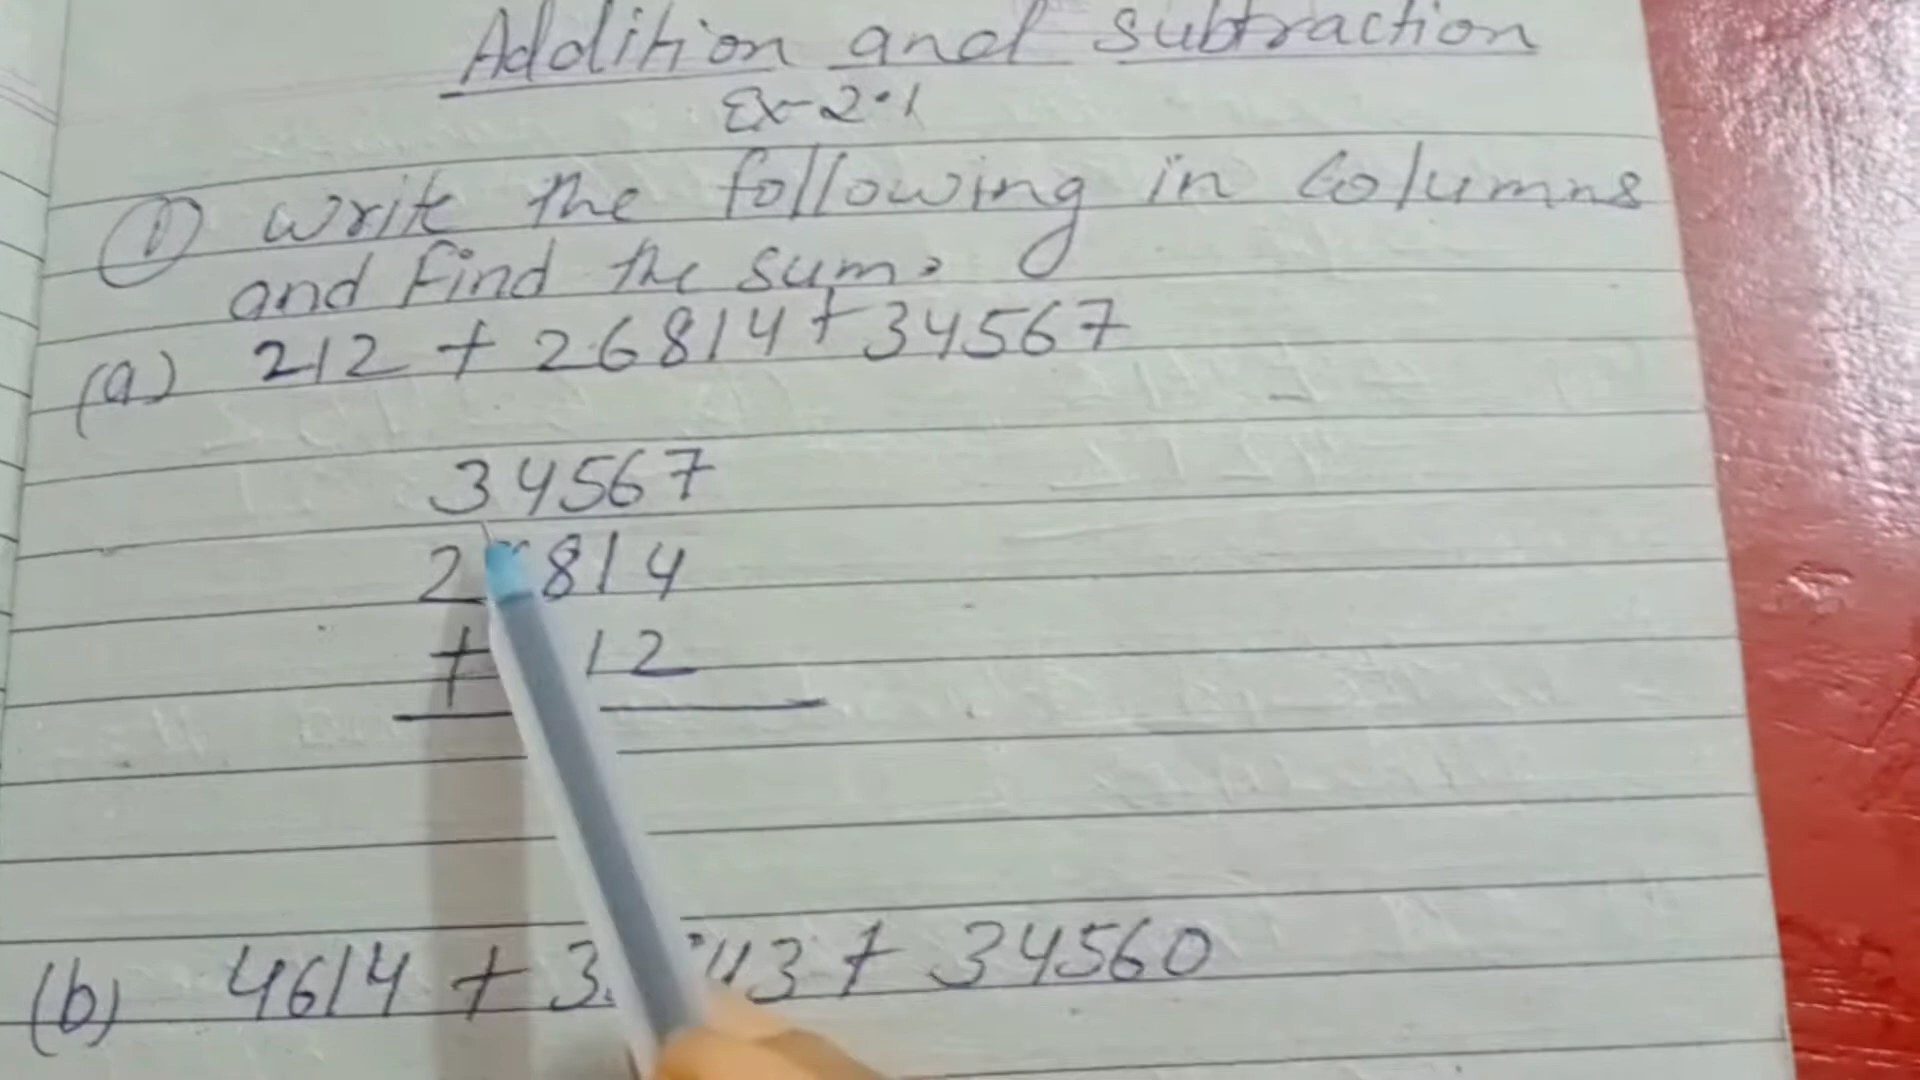 Addition and subtraction
Ex-2.1
(1) Write the following in Columns
and Find the sum.
(a) 212 + 26814 + 34567
34567
2 814
+ 12
(b) 4614 + 3 43 + 34560